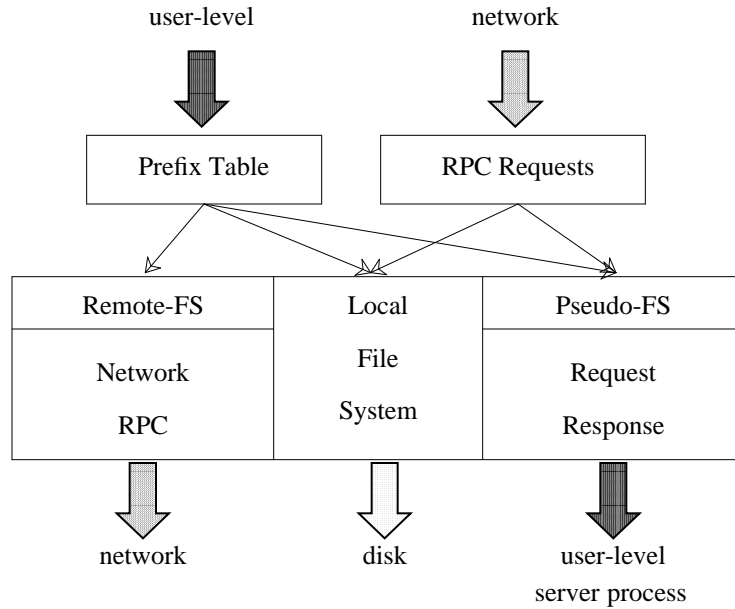 user-level
network
Prefix Table
RPC Requests
Remote-FS
Local
Pseudo-FS
Network
File
Request
RPC
System
Response
network
disk
user-level
server process